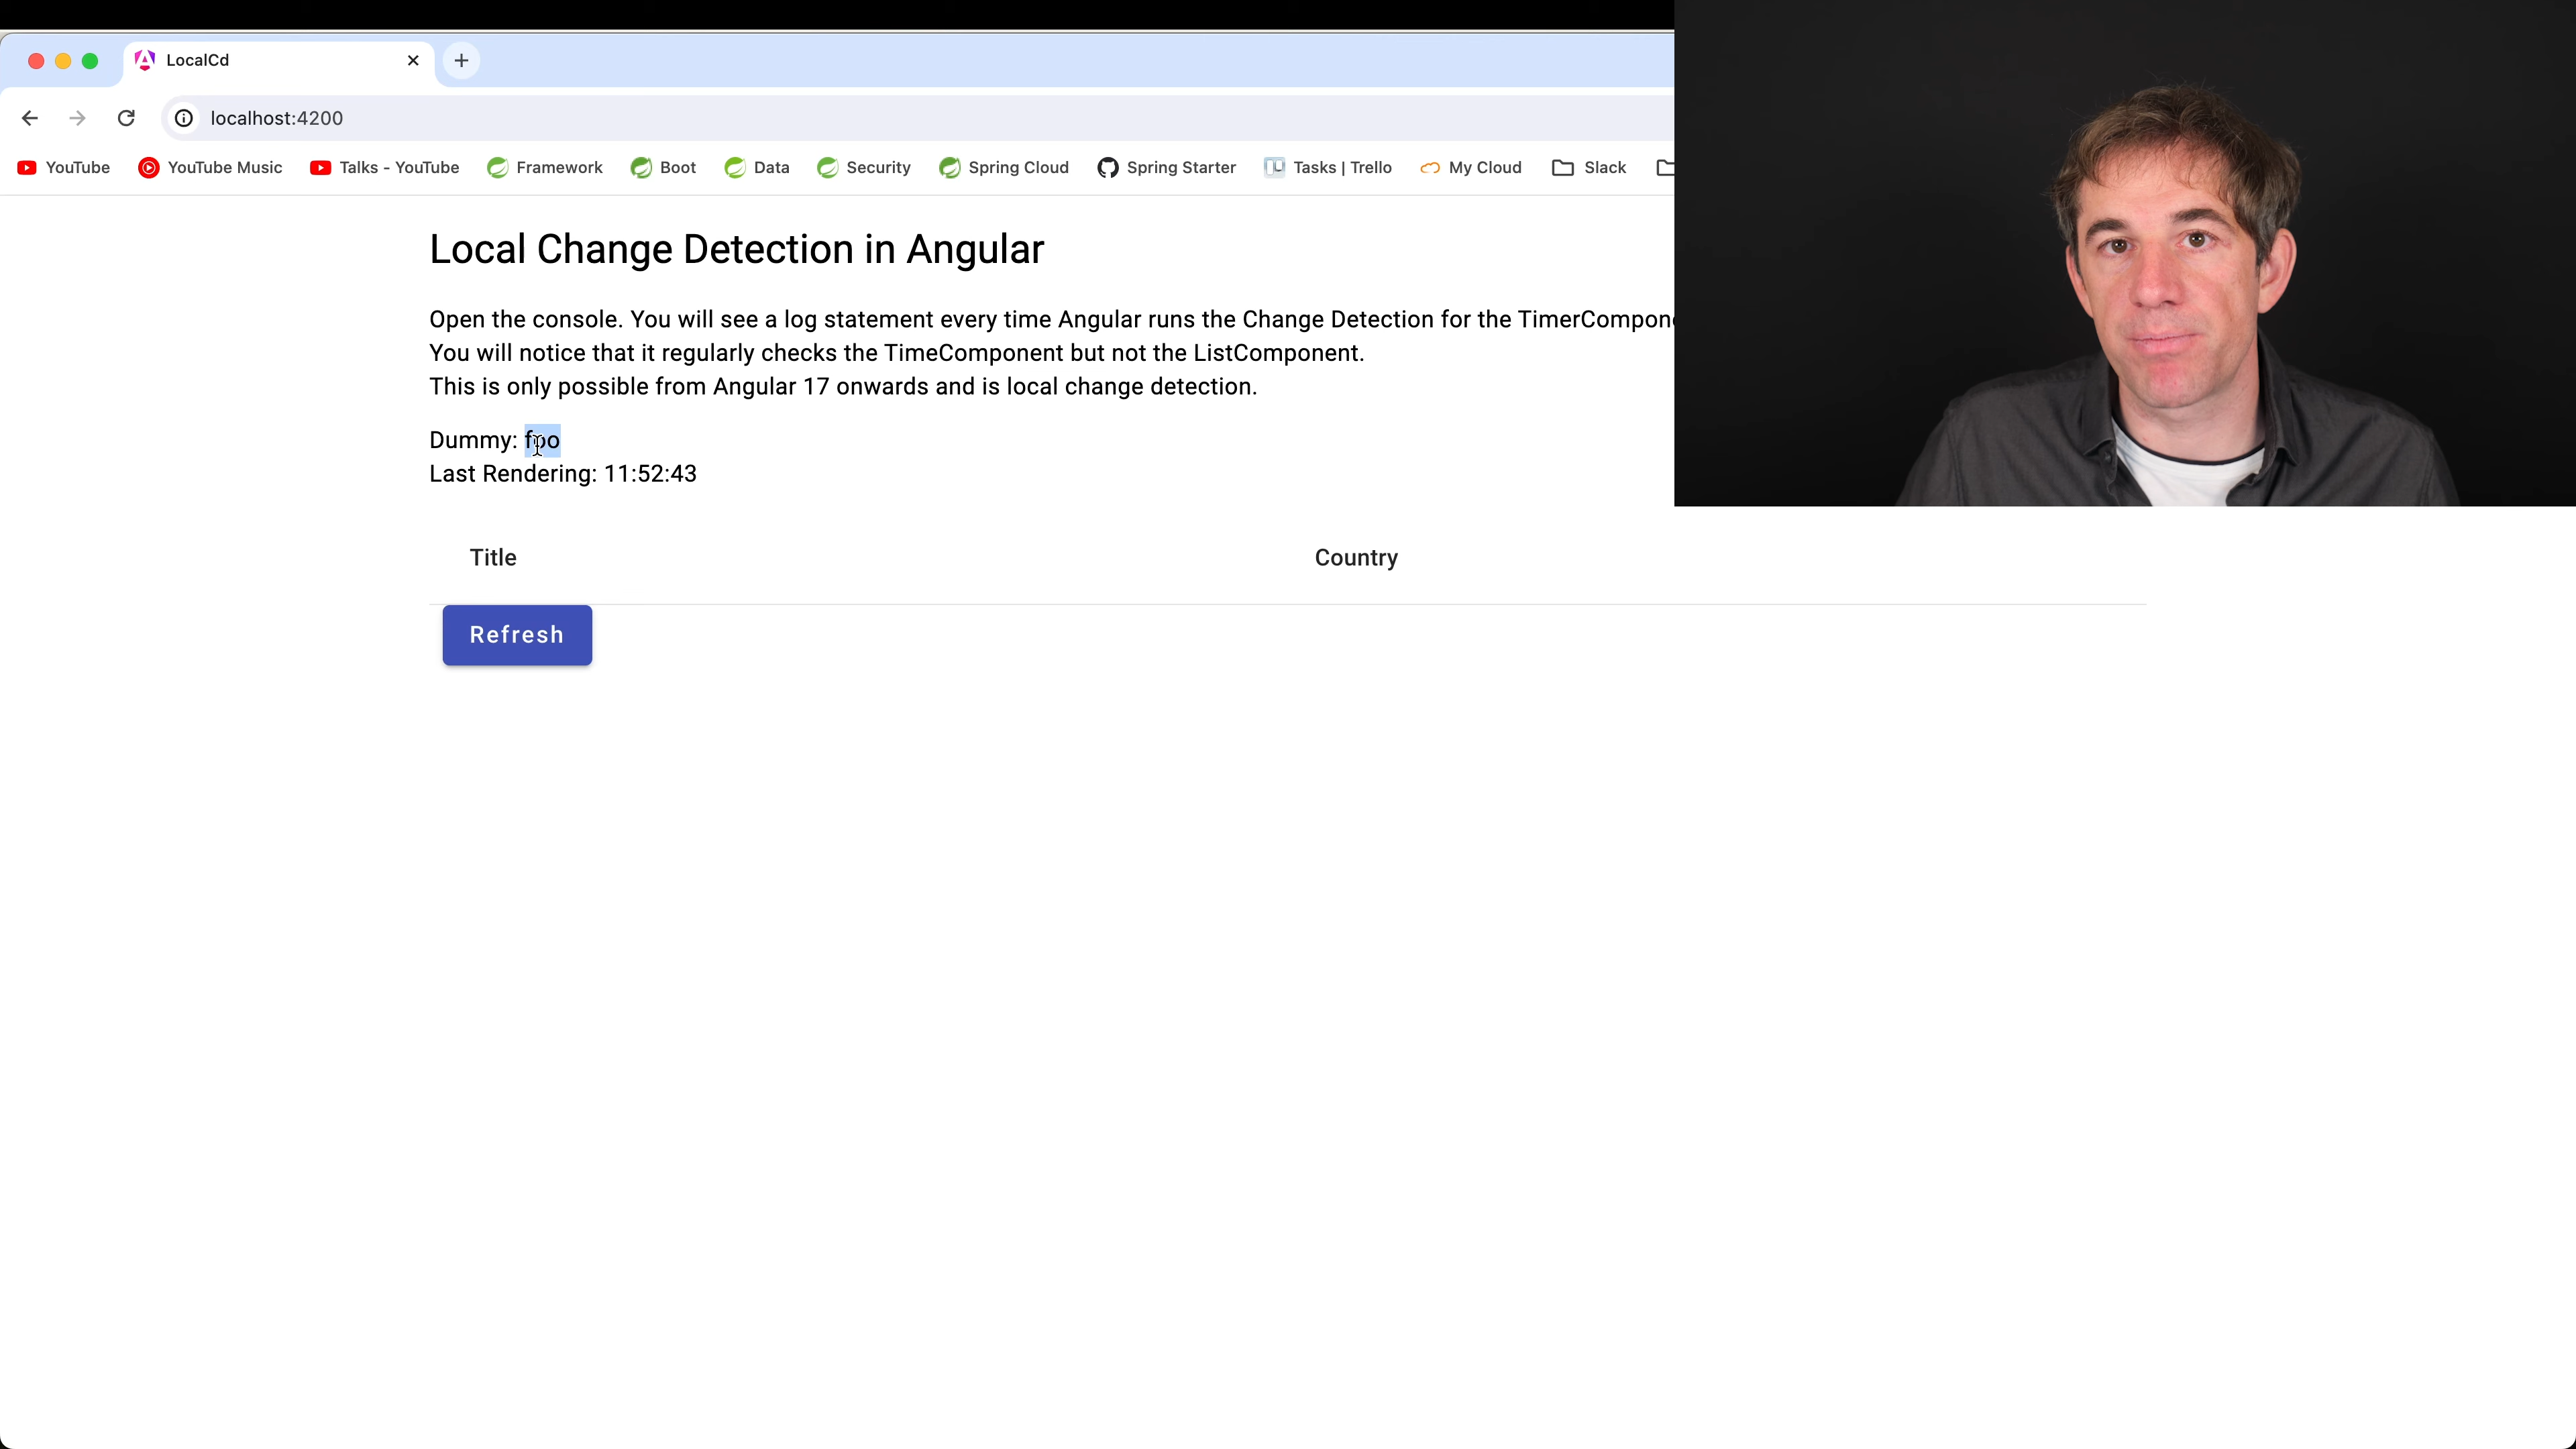 LocalCd
localhost:4200
YouTube YouTube Music Talks - YouTube Framework Boot Data Security Spring Cloud Spring Starter Tasks | Trello My Cloud Slack
Local Change Detection in Angular
Open the console. You will see a log statement every time Angular runs the Change Detection for the
You will notice that it regularly checks the TimeComponent but not the ListComponent.
This is only possible from Angular 17 onwards and is local change detection.
Dummy: foo
Last Rendering: 11:52:43
Title Country
Refresh